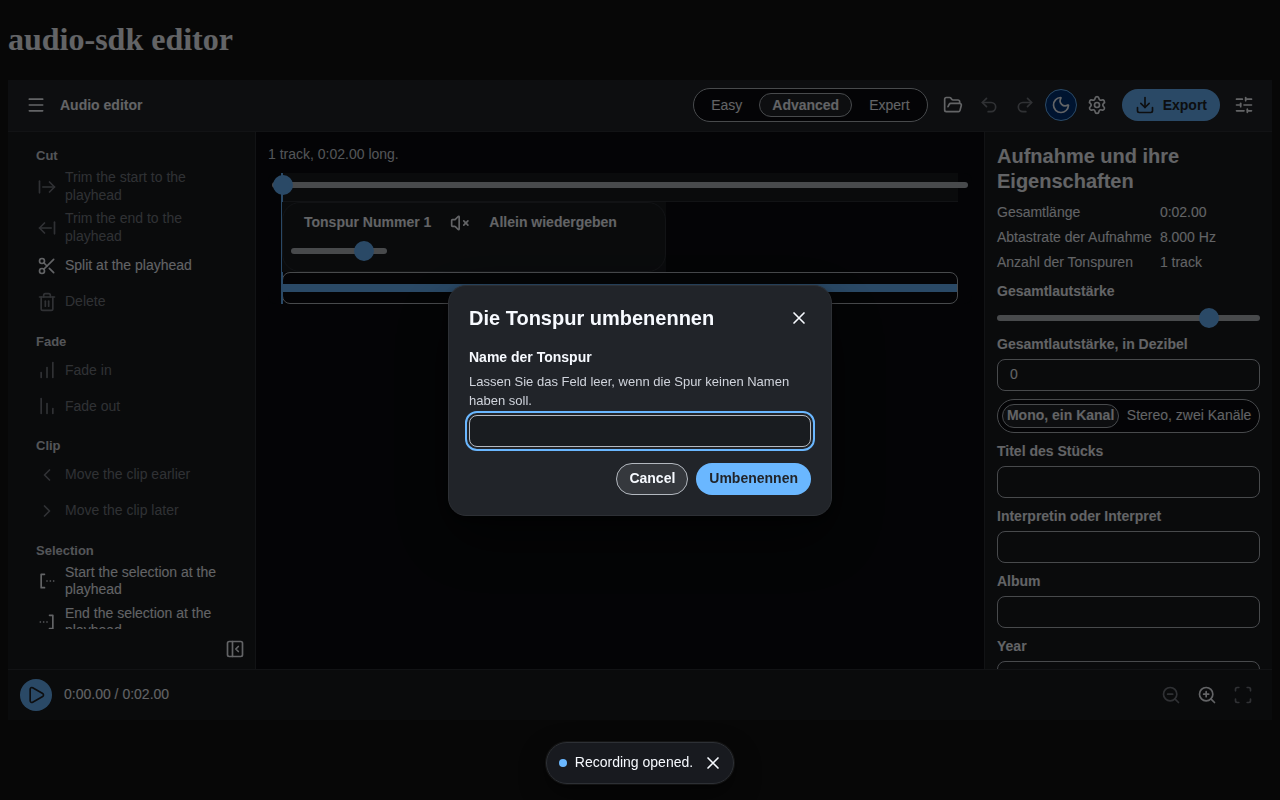 audio-sdk editor
Audio editor
Easy
Advanced
Expert
Export
Cut
Trim the start to the
playhead
Trim the end to the
playhead
Split at the playhead
Delete
Fade
Fade in
Fade out
Clip
Move the clip earlier
Move the clip later
Selection
Start the selection at the
playhead
End the selection at the
playhead
1 track, 0:02.00 long.
Tonspur Nummer 1
Allein wiedergeben
Die Tonspur umbenennen
Name der Tonspur
Lassen Sie das Feld leer, wenn die Spur keinen Namen
haben soll.
Cancel
Umbenennen
Aufnahme und ihre
Eigenschaften
Gesamtlänge 0:02.00
Abtastrate der Aufnahme 8.000 Hz
Anzahl der Tonspuren 1 track
Gesamtlautstärke
Gesamtlautstärke, in Dezibel
0
Mono, ein Kanal Stereo, zwei Kanäle
Titel des Stücks
Interpretin oder Interpret
Album
Year
0:00.00 / 0:02.00
Recording opened.